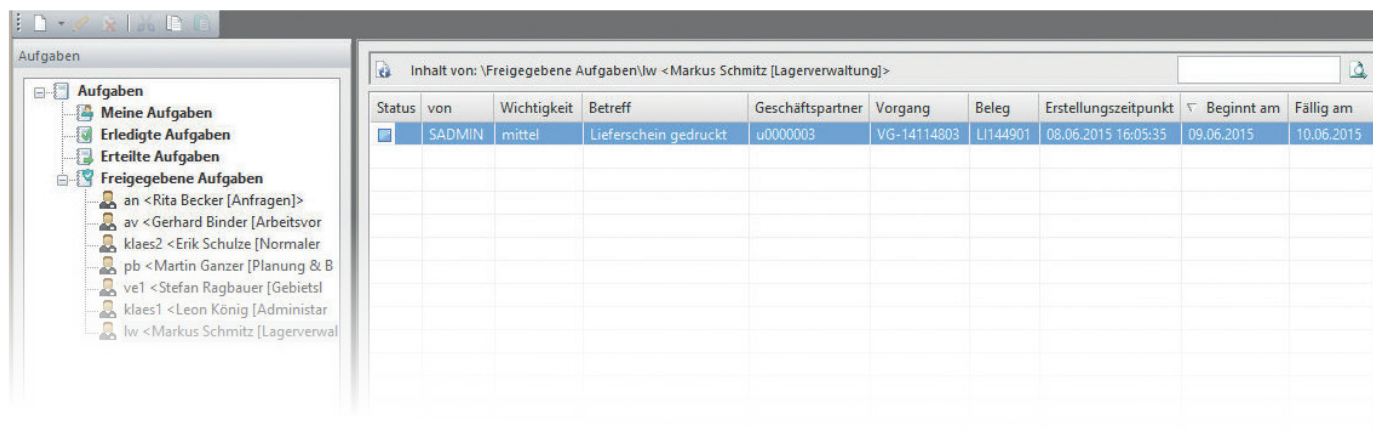 Aufgaben
Aufgaben
Meine Aufgaben
Erledigte Aufgaben
Erteilte Aufgaben
Freigegebene Aufgaben
an <Rita Becker [Anfragen]>
av <Gerhard Binder [Arbeitsvor
klaes2 <Erik Schulze [Normaler
pb <Martin Ganzer [Planung & B
ve1 <Stefan Ragbauer [Gebietsl
klaes1 <Leon König [Administar
lw <Markus Schmitz [Lagerverwal
Inhalt von: \Freigegebene Aufgaben\lw <Markus Schmitz [Lagerverwaltung]>
Status von Wichtigkeit Betreff Geschäftspartner Vorgang Beleg Erstellungszeitpunkt Beginnt am Fällig am
SADMIN mittel Lieferschein gedruckt u0000003 VG-14114803 LI144901 08.06.2015 16:05:35 09.06.2015 10.06.2015